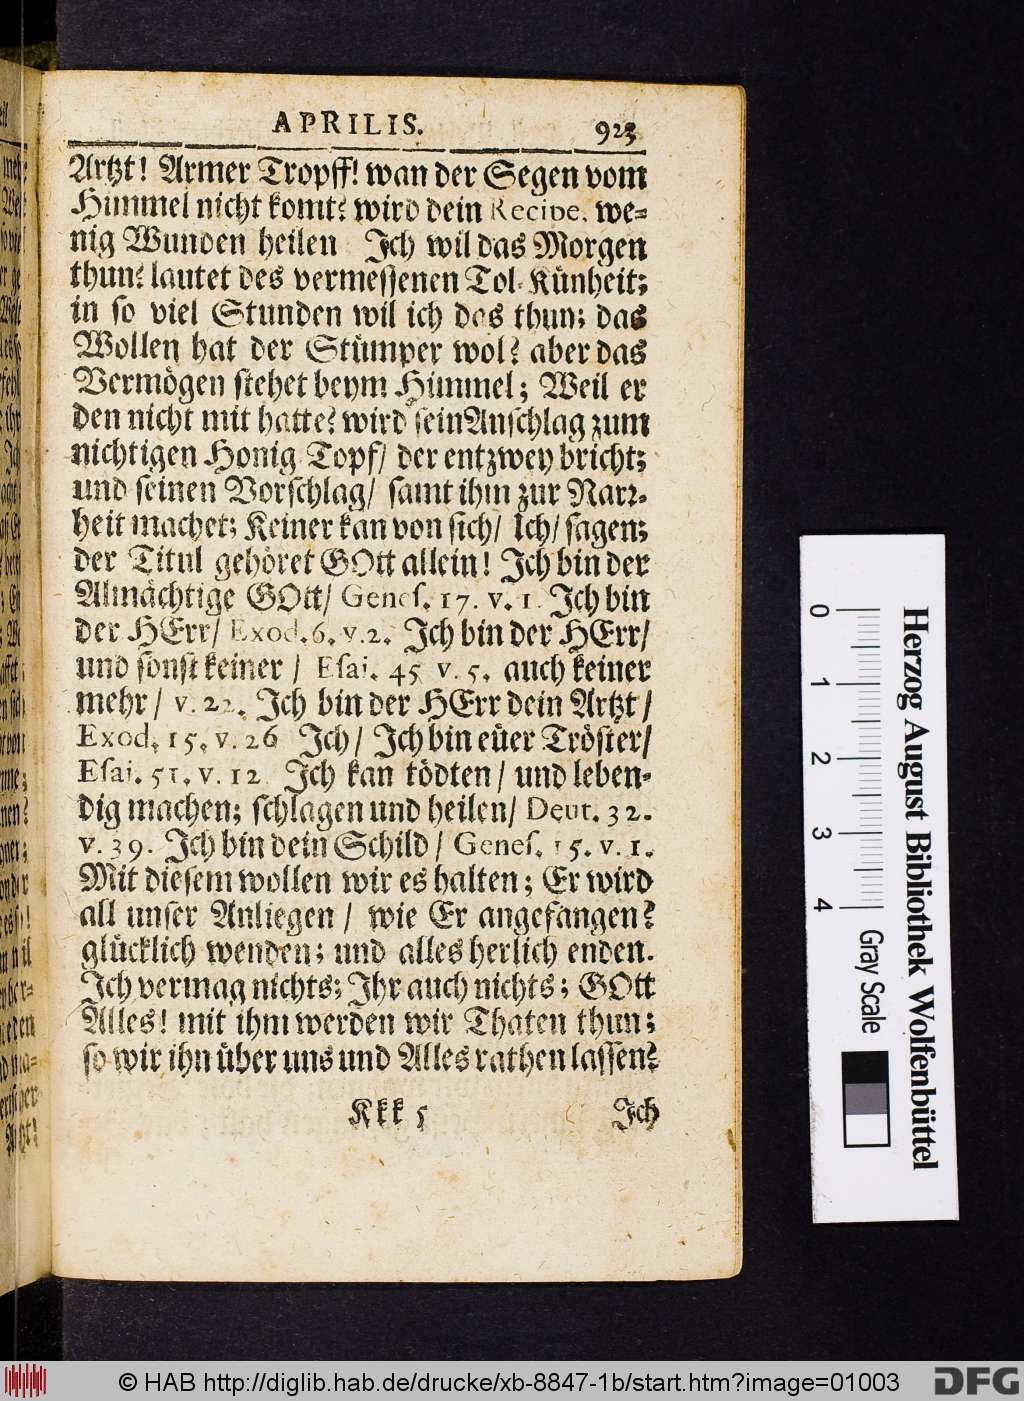 APRILIS. 923
Artzt! Armer Tropff! wan der Segen vom
Himmel nicht komt? wird dein Recipe, we=
nig Wunden heilen Ich wil das Morgen
thun? lautet des vermessenen Tol-Künheit;
in so viel Stunden wil ich das thun; das
Wollen hat der Stümper wol? aber das
Vermögen stehet beym Himmel; Weil er
den nicht mit hatte? wird sein Anschlag zum
nichtigen Honig-Topf/ der entzwey bricht;
und seinen Vorschlag/ samt ihm zur Narr=
heit machet; Keiner kan von sich/ Ich/ sagen;
der Titul gehöret GOtt allein! Ich bin der
Almächtige GOtt/ Genes. 17. v. 1. Ich bin
der HErr/ Exod. 6. v. 2. Ich bin der HErr/
und sonst keiner / Esai. 45 v. 5. auch keiner
mehr / v. 22. Ich bin der HErr dein Artzt /
Exod. 15. v. 26 Ich/ Ich bin eüer Tröster/
Esai. 51. v. 12 Ich kan tödten / und leben=
dig machen; schlagen und heilen/ Deut. 32.
v. 39. Ich bin dein Schild / Genes. 15. v. 1.
Mit diesem wollen wir es halten; Er wird
all unser Anliegen / wie Er angefangen?
glücklich wenden; und alles herlich enden.
Ich vermag nichts; Ihr auch nichts; GOtt
Alles! mit ihm werden wir Thaten thun;
so wir ihn über uns und Alles rathen lassen?
Kkk 5 Ich
0 1 2 3 4
Gray Scale
Herzog August Bibliothek Wolfenbüttel
© HAB http://diglib.hab.de/drucke/xb-8847-1b/start.htm?image=01003
DFG